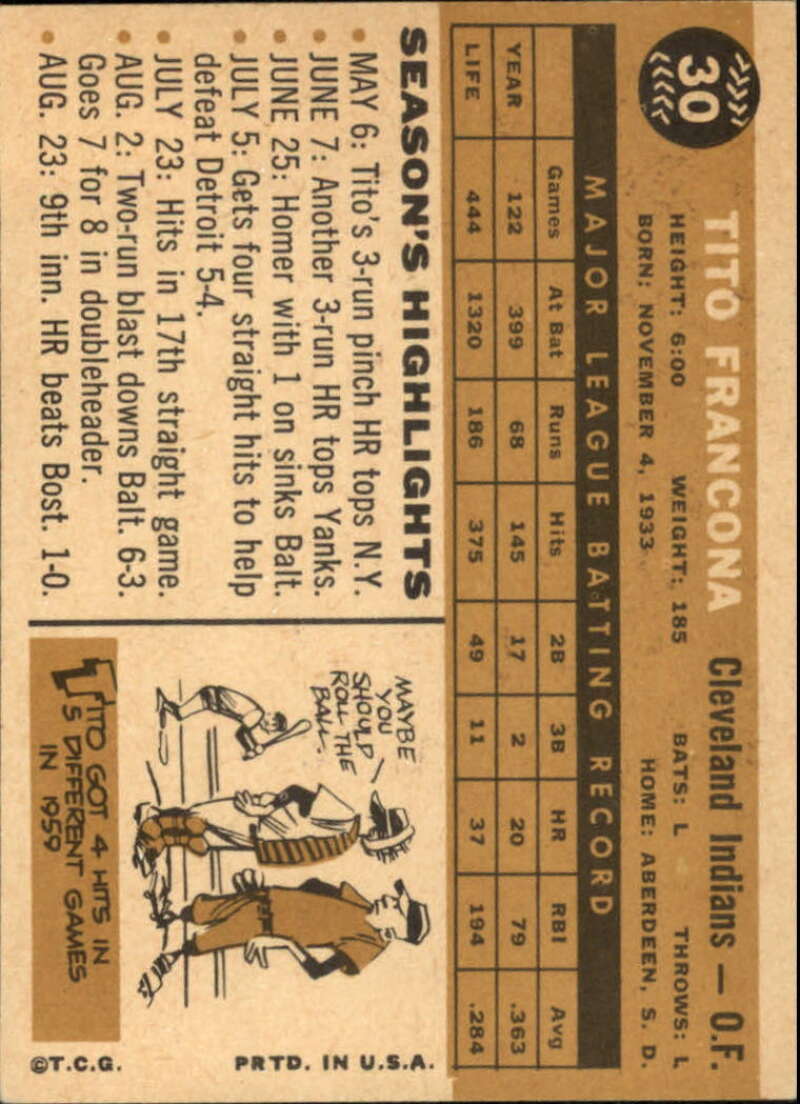 30
TITO FRANCONA Cleveland Indians — O.F.
HEIGHT: 6:00 WEIGHT: 185 BATS: L THROWS: L
BORN: NOVEMBER 4, 1933 HOME: ABERDEEN, S. D.
MAJOR LEAGUE BATTING RECORD
Games At Bat Runs Hits 2B 3B HR RBI Avg
YEAR 122 399 68 145 17 2 20 79 .363
LIFE 444 1320 186 375 49 11 37 194 .284
SEASON'S HIGHLIGHTS
• MAY 6: Tito's 3-run pinch HR tops N.Y.
• JUNE 7: Another 3-run HR tops Yanks.
• JUNE 25: Homer with 1 on sinks Balt.
• JULY 5: Gets four straight hits to help
defeat Detroit 5-4.
• JULY 23: Hits in 17th straight game.
• AUG. 2: Two-run blast downs Balt. 6-3.
Goes 7 for 8 in doubleheader.
• AUG. 23: 9th inn. HR beats Bost. 1-0.
MAYBE
YOU
SHOULD
ROLL THE
BALL.
TITO GOT 4 HITS IN
5 DIFFERENT GAMES
IN 1959
©T.C.G. PRTD. IN U.S.A.